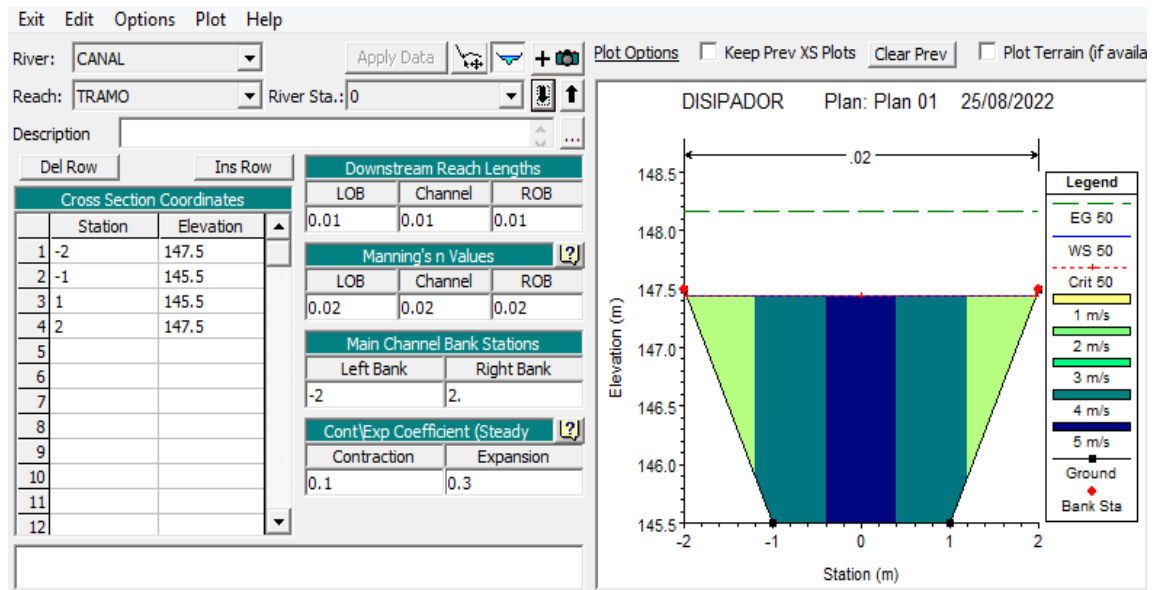 Exit Edit Options Plot Help
River: CANAL Apply Data
Plot Options Keep Prev XS Plots Clear Prev Plot Terrain (if availa
Reach: TRAMO River Sta.: 0
Description ...
Del Row Ins Row
Cross Section Coordinates
Station Elevation
1 -2 147.5
2 -1 145.5
3 1 145.5
4 2 147.5
5
6
7
8
9
10
11
12
Downstream Reach Lengths
LOB Channel ROB
0.01 0.01 0.01
Manning's n Values
LOB Channel ROB
0.02 0.02 0.02
Main Channel Bank Stations
Left Bank Right Bank
-2 2.
Cont\Exp Coefficient (Steady
Contraction Expansion
0.1 0.3
DISIPADOR Plan: Plan 01 25/08/2022
.02
148.5
148.0
147.5
147.0
146.5
146.0
145.5
Elevation (m)
-2 -1 0 1 2
Station (m)
Legend
EG 50
WS 50
Crit 50
1 m/s
2 m/s
3 m/s
4 m/s
5 m/s
Ground
Bank Sta